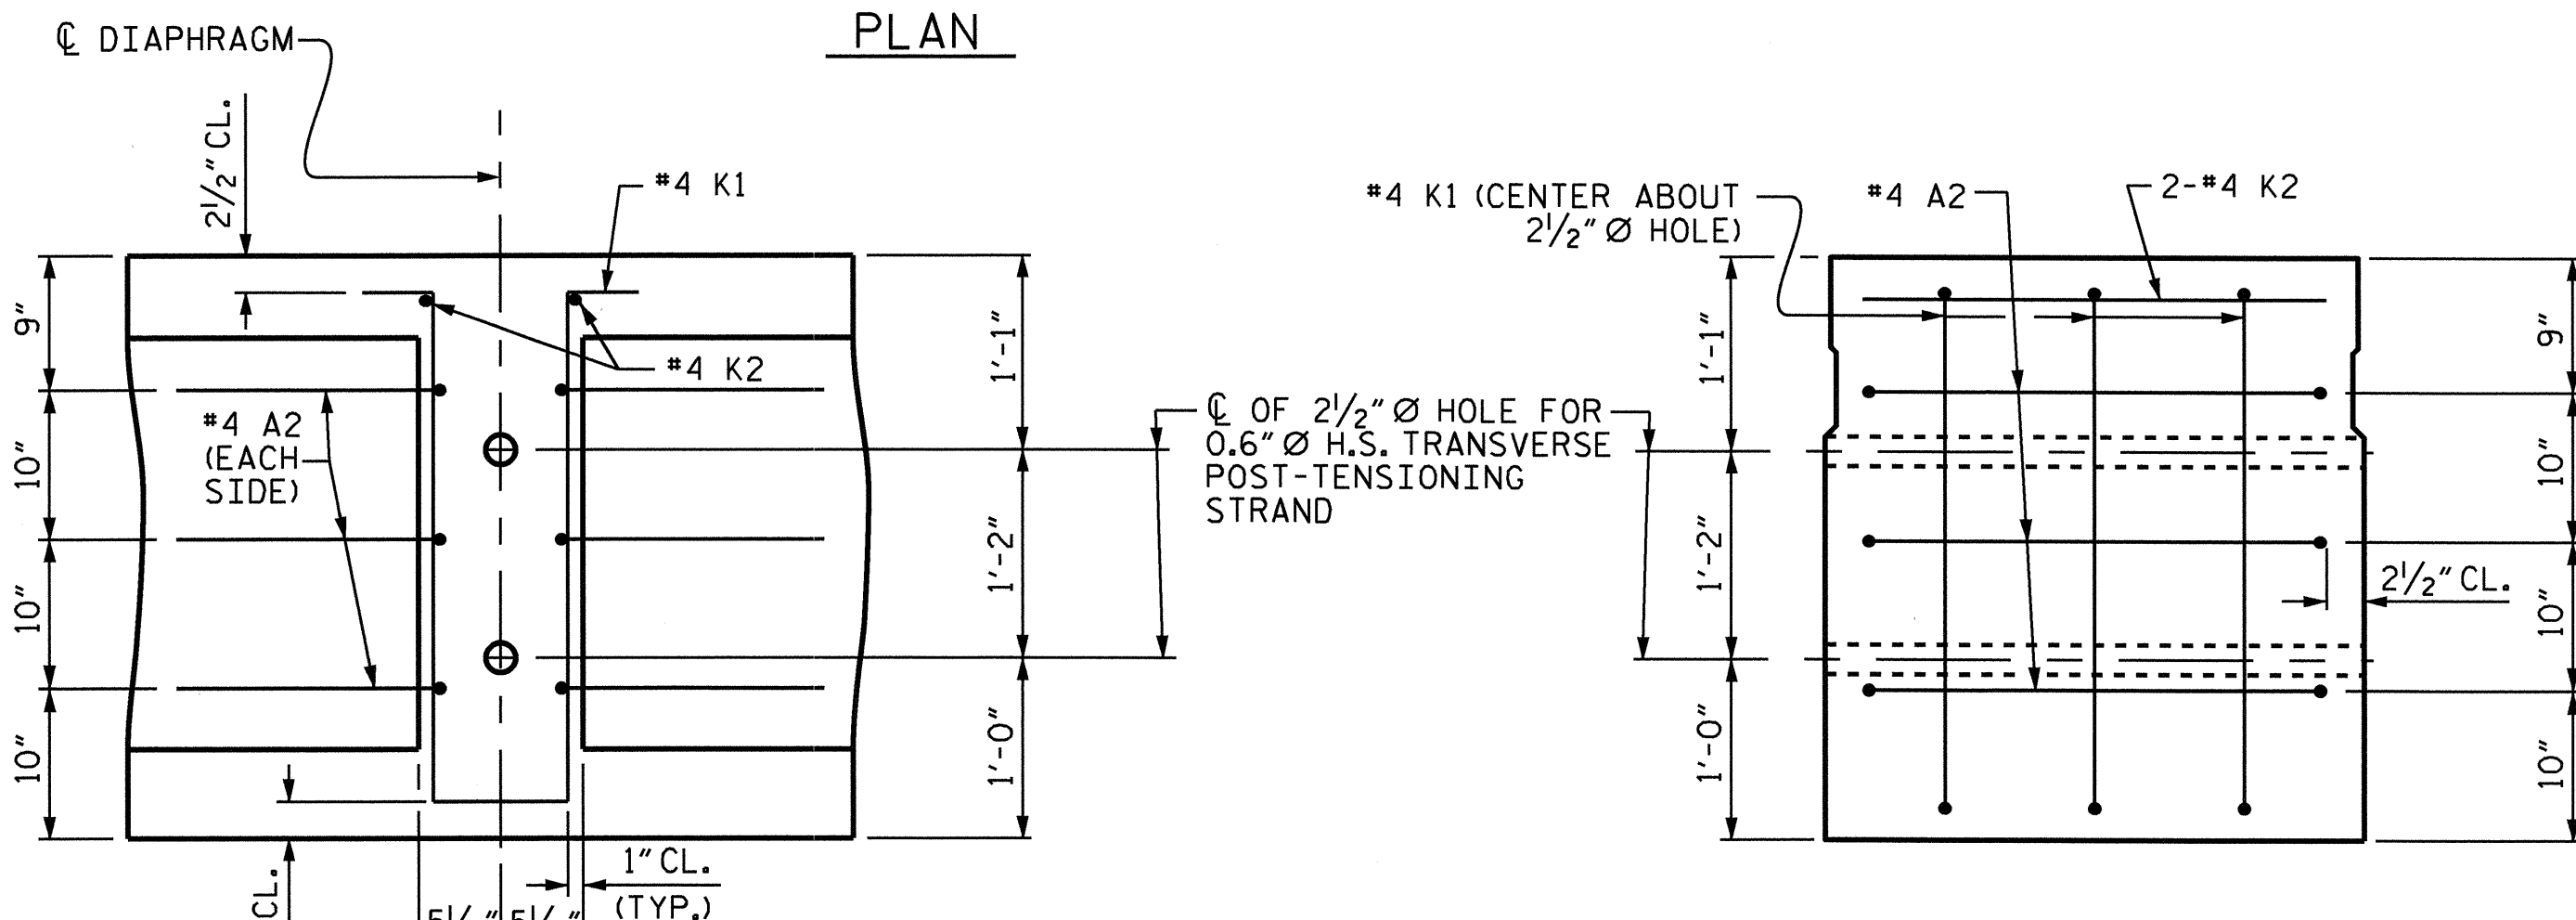 PLAN
℄ DIAPHRAGM
2½" CL.
#4 K1
#4 K2
#4 A2
(EACH
SIDE)
9"
10"
10"
10"
1'-1"
1'-2"
1'-0"
CL.
1" CL.
(TYP.)
℄ OF 2½" Ø HOLE FOR
0.6" Ø H.S. TRANSVERSE
POST-TENSIONING
STRAND
#4 K1 (CENTER ABOUT
2½" Ø HOLE)
#4 A2
2-#4 K2
1'-1"
1'-2"
1'-0"
2½" CL.
9"
10"
10"
10"